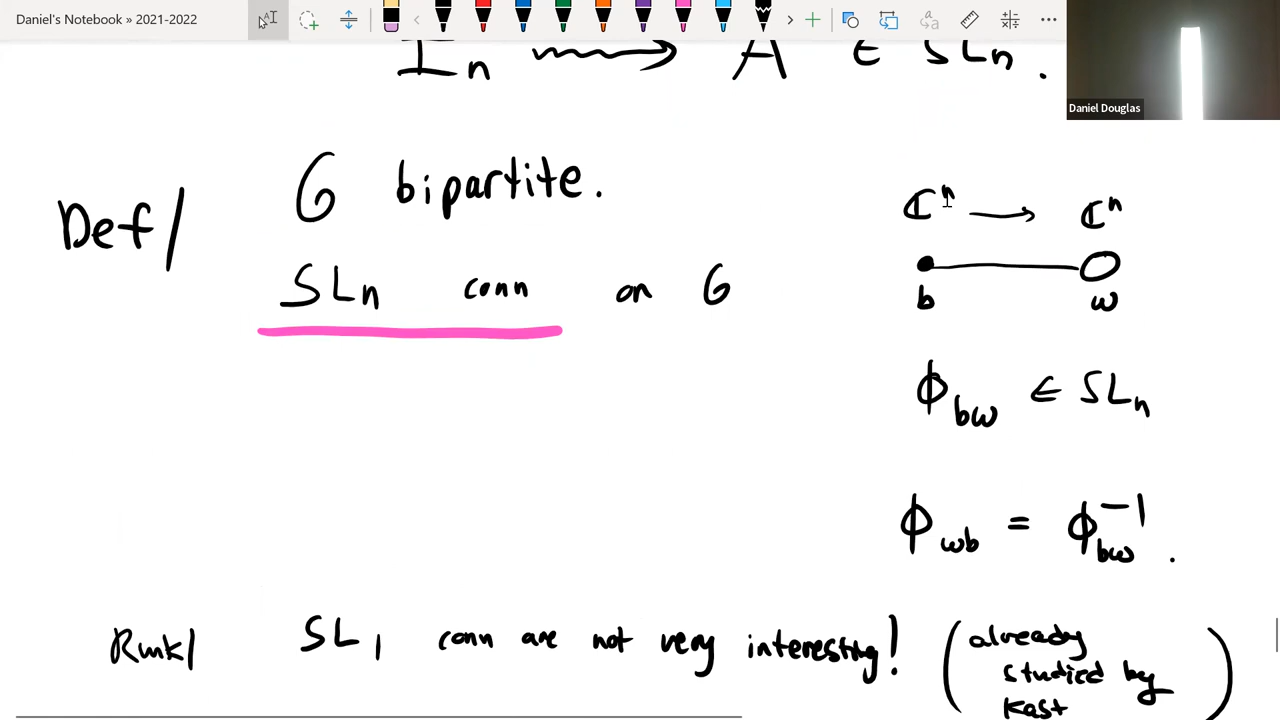 Daniel's Notebook » 2021-2022
Daniel Douglas
I_n ⟶ A ∈ SL_n .
Def/ G bipartite.
SL_n conn on G
ℂ^n ⟶ ℂ^n
b w
ϕ_bw ∈ SL_n
ϕ_wb = ϕ_bw^-1 .
Rmk/ SL_1 conn are not very interesting! (already
studied by
Kast